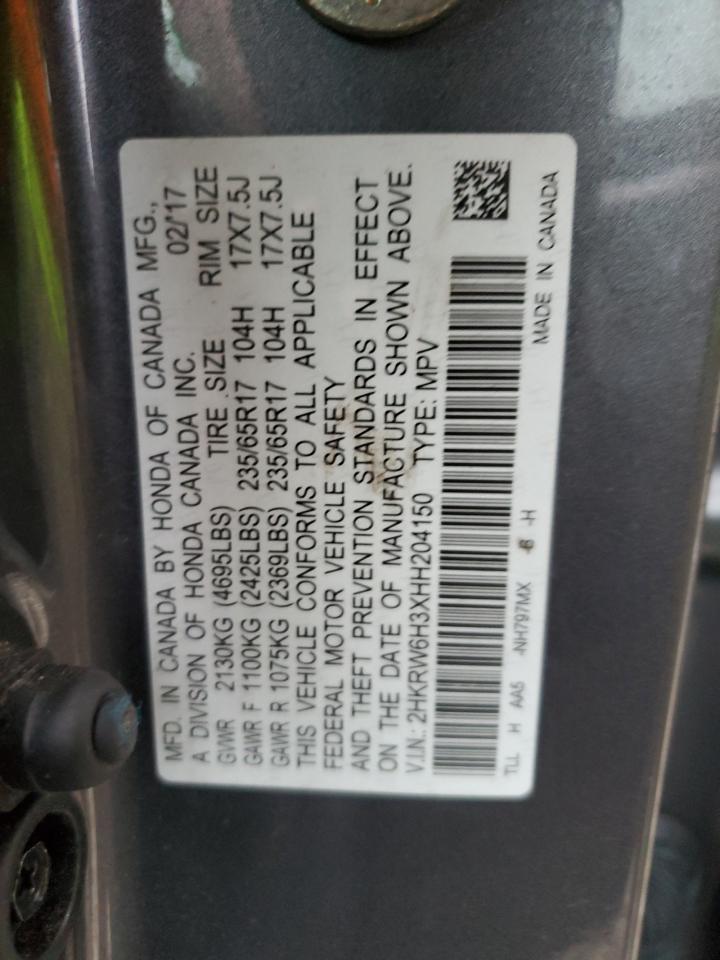 MFD. IN CANADA BY HONDA OF CANADA MFG.,
A DIVISION OF HONDA CANADA INC. 02/'17
GVWR 2130KG (4695LBS) TIRE SIZE RIM SIZE
GAWR F 1100KG (2425LBS) 235/65R17 104H 17X7.5J
GAWR R 1075KG (2369LBS) 235/65R17 104H 17X7.5J
THIS VEHICLE CONFORMS TO ALL APPLICABLE
FEDERAL MOTOR VEHICLE SAFETY
AND THEFT PREVENTION STANDARDS IN EFFECT
ON THE DATE OF MANUFACTURE SHOWN ABOVE.
V.I.N.: 2HKRW6H3XHH204150 TYPE: MPV
TLL H AA5 -NH797MX -B -H
MADE IN CANADA